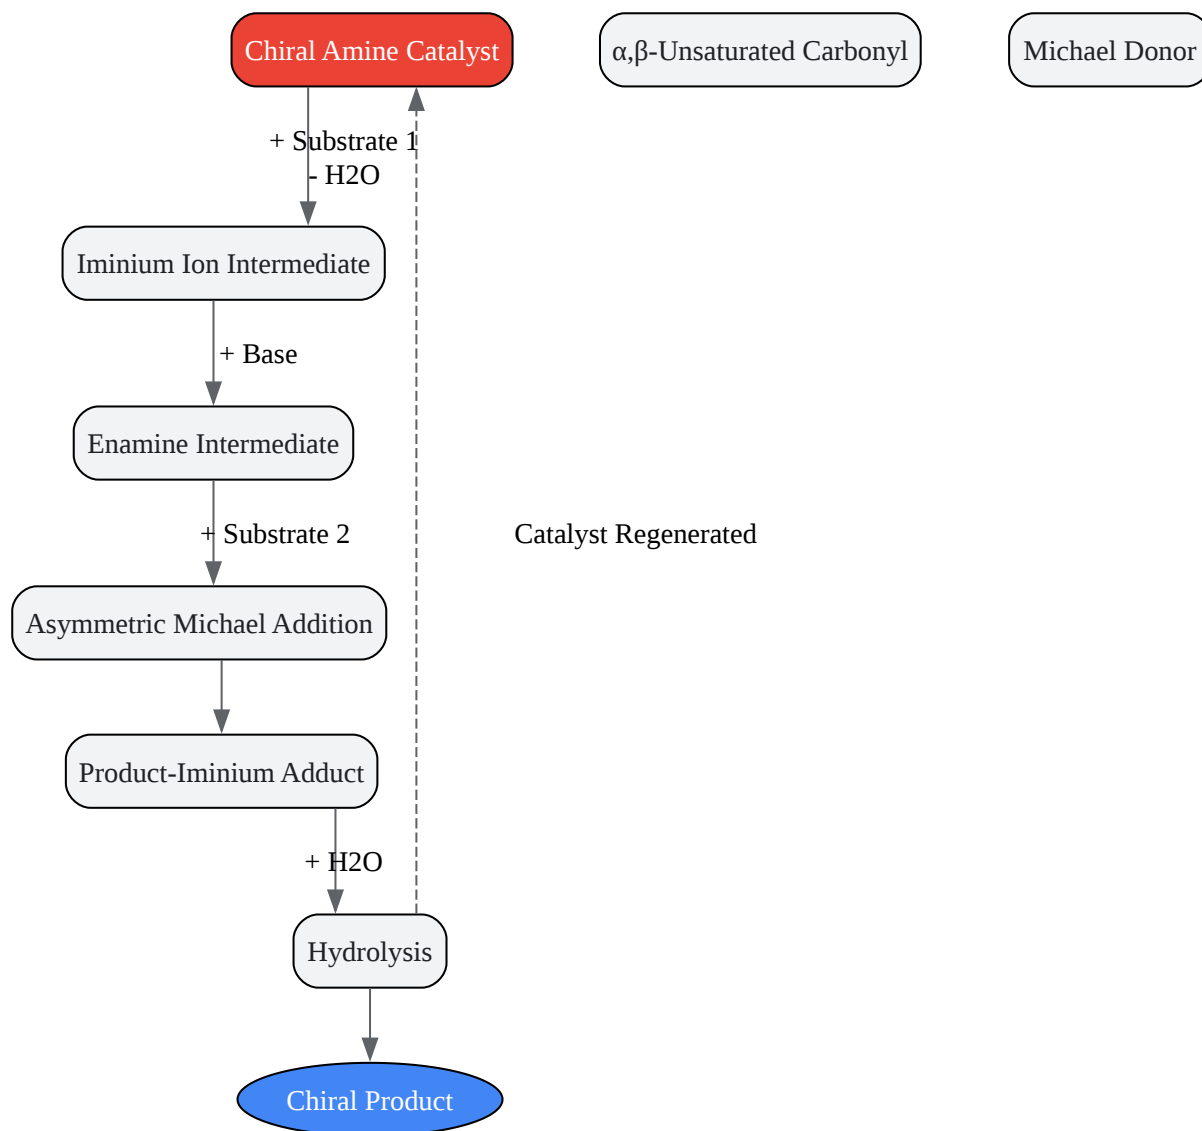 Chiral Amine Catalyst
α,β-Unsaturated Carbonyl
Michael Donor
+ Substrate 1
- H2O
Iminium Ion Intermediate
+ Base
Enamine Intermediate
+ Substrate 2
Catalyst Regenerated
Asymmetric Michael Addition
Product-Iminium Adduct
+ H2O
Hydrolysis
Chiral Product